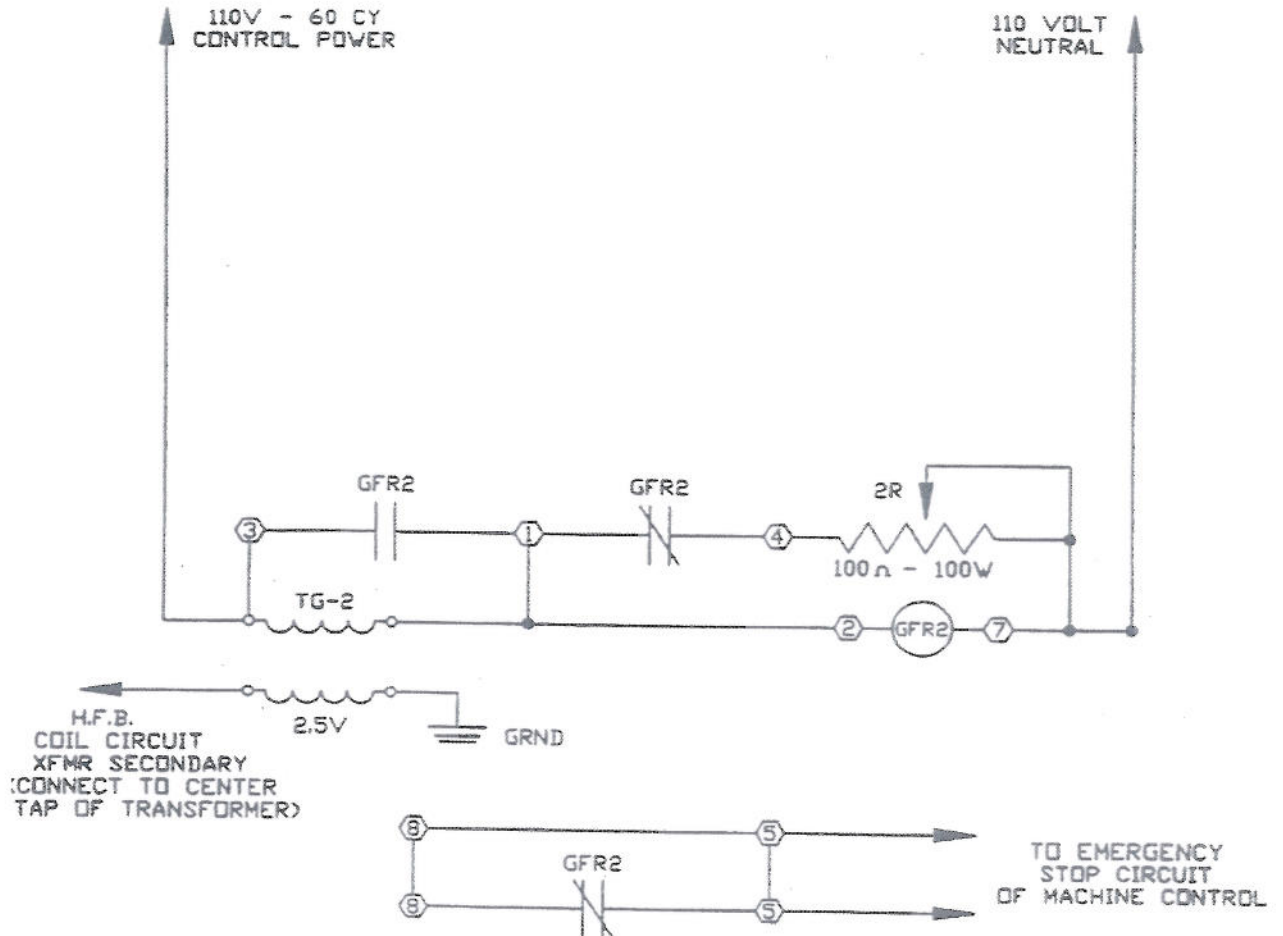 110V - 60 CY
CONTROL POWER
110 VOLT
NEUTRAL
GFR2
GFR2
2R
3
1
4
100Ω - 100W
TG-2
2
GFR2
7
2.5V
GRND
H.F.B.
COIL CIRCUIT
XFMR SECONDARY
(CONNECT TO CENTER
TAP OF TRANSFORMER)
8
5
GFR2
8
5
TO EMERGENCY
STOP CIRCUIT
OF MACHINE CONTROL